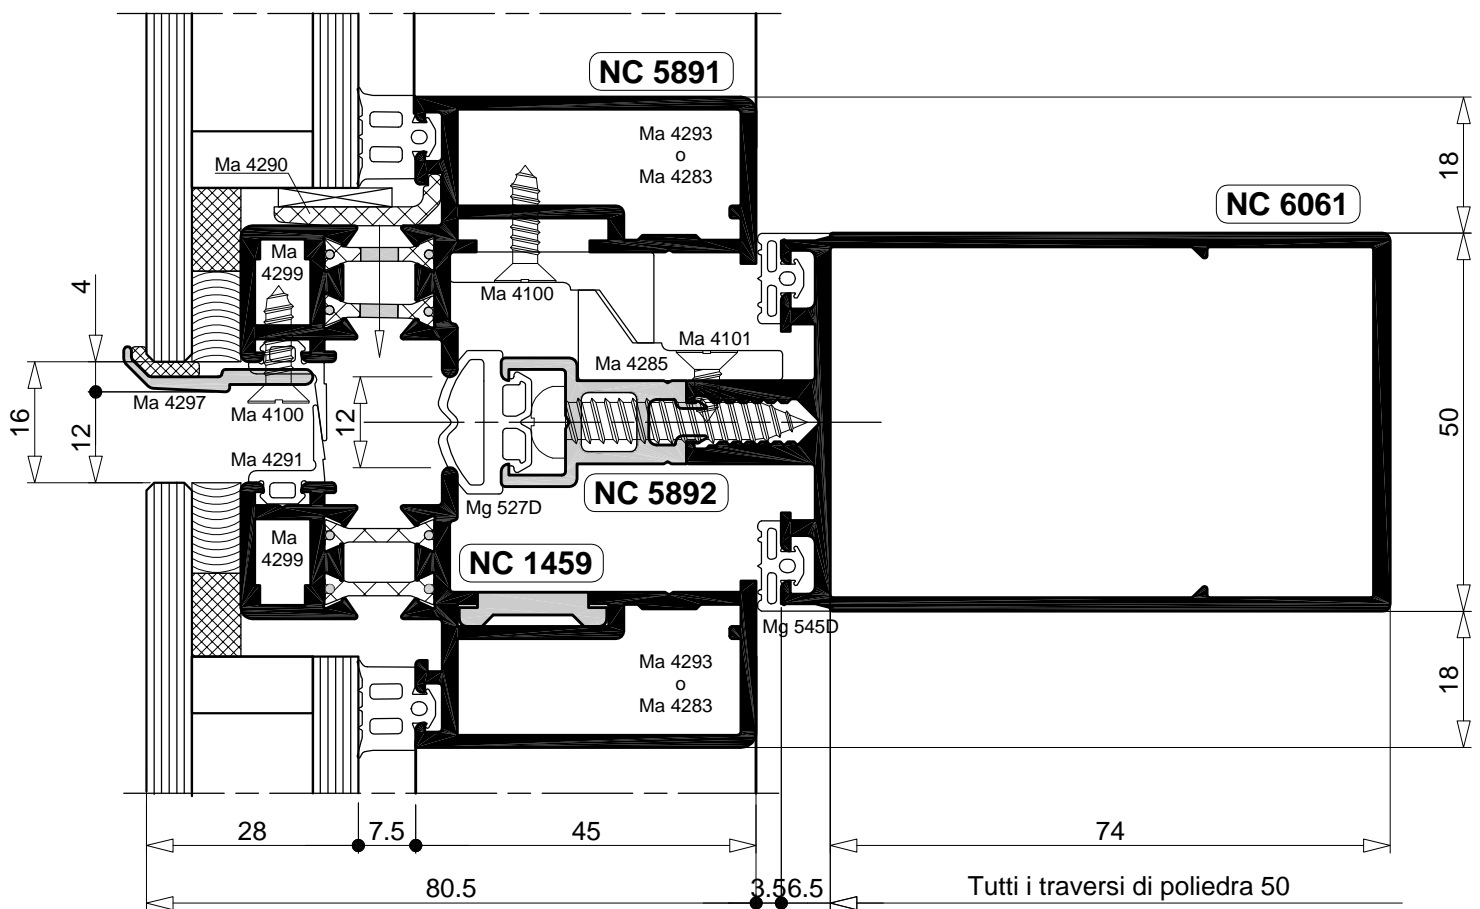 NC 5891
Ma 4293
o
Ma 4283
Ma 4290
18
NC 6061
Ma
4299
4
Ma 4100
Ma 4101
Ma 4285
Ma 4297
Ma 4100
16
12
12
50
Ma 4291
NC 5892
Mg 527D
Ma
4299
NC 1459
Mg 545D
Ma 4293
o
Ma 4283
18
28
7.5
45
74
80.5
3.5
6.5
Tutti i traversi di poliedra 50